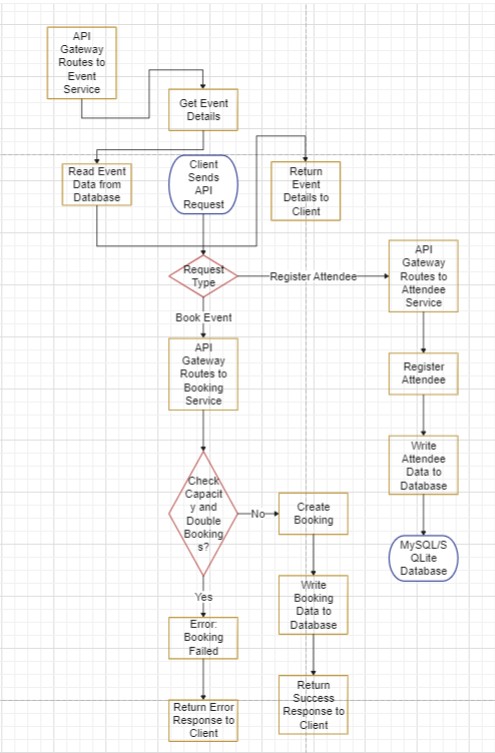 API
Gateway
Routes to
Event
Service
Get Event
Details
Read Event
Data from
Database
Client
Sends
API
Request
Return
Event
Details to
Client
Request
Type
Register Attendee
API
Gateway
Routes to
Attendee
Service
Book Event
API
Gateway
Routes to
Booking
Service
Register
Attendee
Write
Attendee
Data to
Database
Check
Capacit
y and
Double
Booking
s?
No
Create
Booking
MySQL/S
QLite
Database
Yes
Write
Booking
Data to
Database
Error:
Booking
Failed
Return Error
Response to
Client
Return
Success
Response to
Client